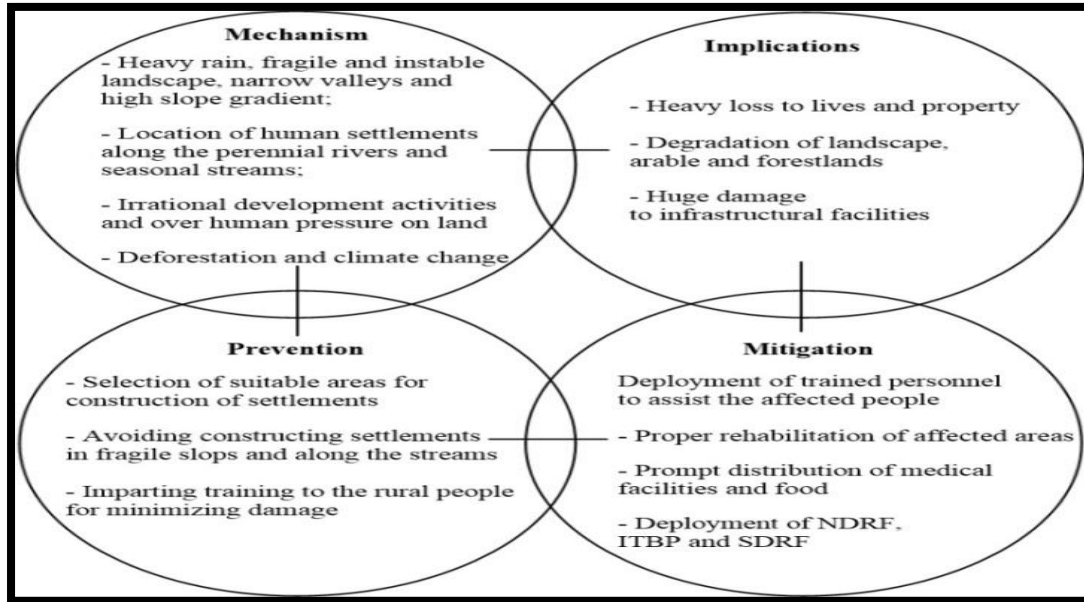 Mechanism
- Heavy rain, fragile and instable
landscape, narrow valleys and
high slope gradient;
- Location of human settlements
along the perennial rivers and
seasonal streams;
- Irrational development activities
and over human pressure on land
- Deforestation and climate change
Implications
- Heavy loss to lives and property
- Degradation of landscape,
arable and forestlands
- Huge damage
to infrastructural facilities
Prevention
- Selection of suitable areas for
construction of settlements
- Avoiding constructing settlements
in fragile slops and along the streams
- Imparting training to the rural people
for minimizing damage
Mitigation
Deployment of trained personnel
to assist the affected people
- Proper rehabilitation of affected areas
- Prompt distribution of medical
facilities and food
- Deployment of NDRF,
ITBP and SDRF